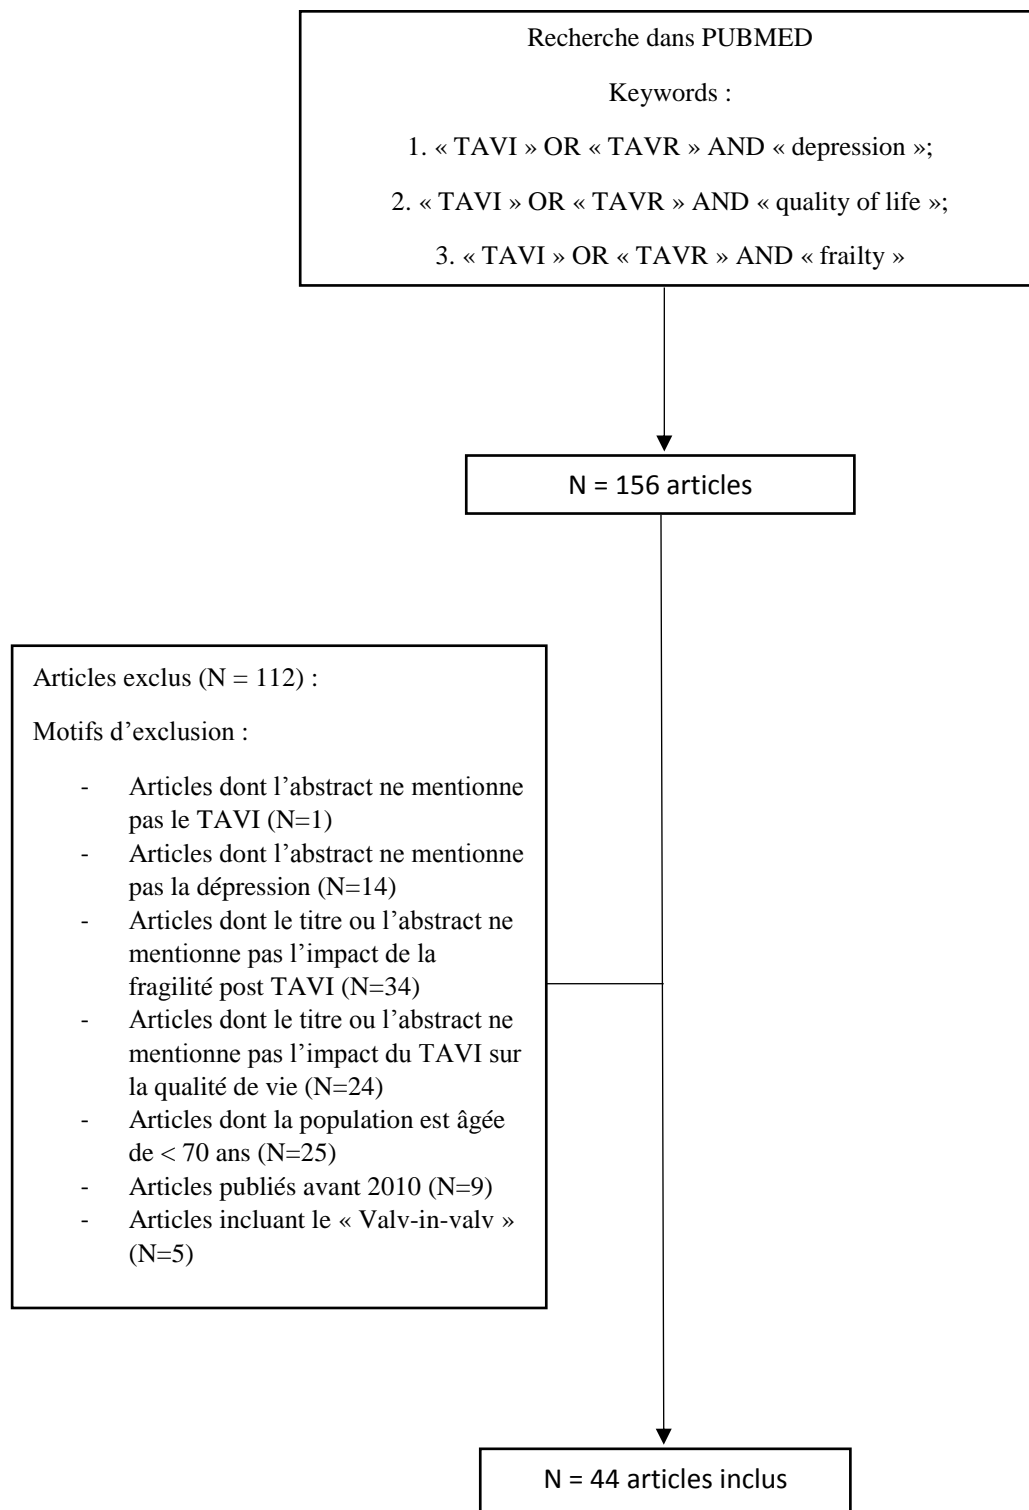 Recherche dans PUBMED
Keywords :
1. « TAVI » OR « TAVR » AND « depression »;
2. « TAVI » OR « TAVR » AND « quality of life »;
3. « TAVI » OR « TAVR » AND « frailty »
N = 156 articles
Articles exclus (N = 112) :
Motifs d’exclusion :
- Articles dont l’abstract ne mentionne
pas le TAVI (N=1)
- Articles dont l’abstract ne mentionne
pas la dépression (N=14)
- Articles dont le titre ou l’abstract ne
mentionne pas l’impact de la
fragilité post TAVI (N=34)
- Articles dont le titre ou l’abstract ne
mentionne pas l’impact du TAVI sur
la qualité de vie (N=24)
- Articles dont la population est âgée
de < 70 ans (N=25)
- Articles publiés avant 2010 (N=9)
- Articles incluant le « Valv-in-valv »
(N=5)
N = 44 articles inclus